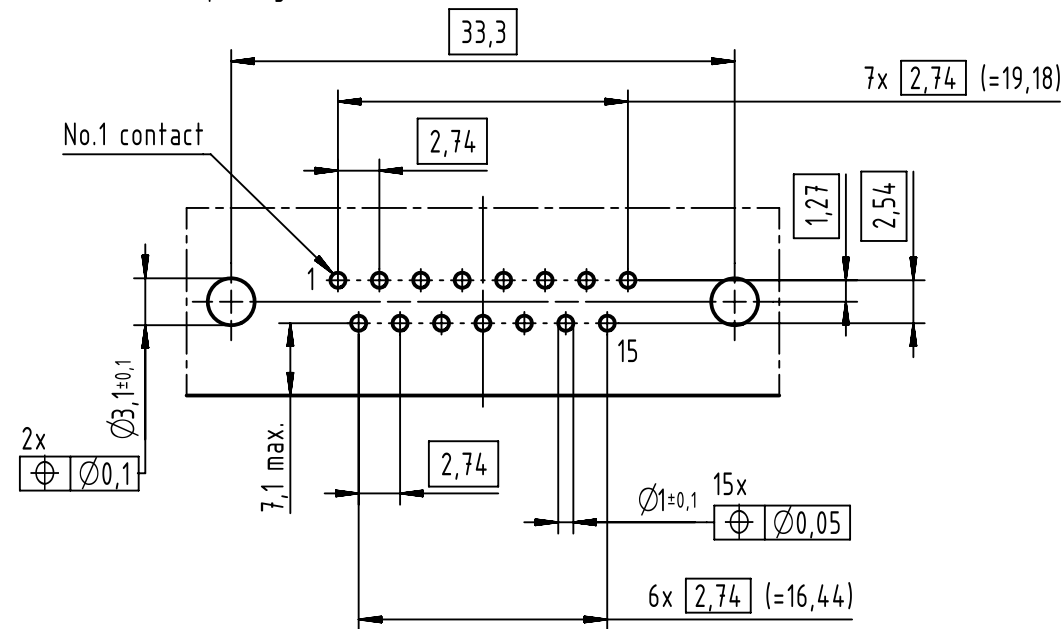 33,3
7x 2,74 (=19,18)
No.1 contact
2,74
1,27
2,54
1
15
Ø3,1±0,1
2x
⌖ Ø0,1
7,1 max.
2,74
Ø1±0,1
15x
⌖ Ø0,05
6x 2,74 (=16,44)